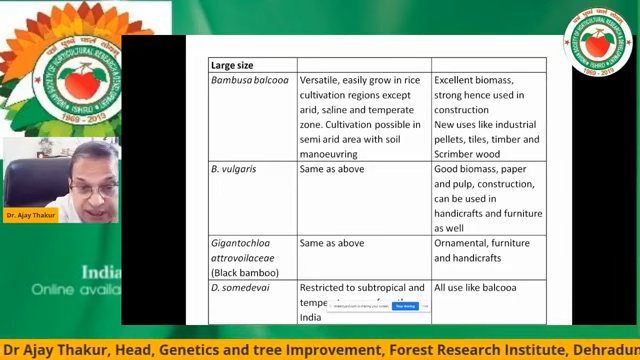 Large size
Bambusa balcooa
Versatile, easily grow in rice
cultivation regions except
arid, saline and temperate
zone. Cultivation possible in
semi arid area with soil
manoeuvring
Excellent biomass,
strong hence used in
construction
New uses like industrial
pellets, tiles, timber and
Scrimber wood
B. vulgaris
Same as above
Good biomass, paper
and pulp, construction,
can be used in
handicrafts and furniture
as well
Gigantochloa
attrovoilaceae
(Black bamboo)
Same as above
Ornamental, furniture
and handicrafts
D. somedevai
Restricted to subtropical and
India
All use like balcooa
Stop sharing
Dr. Ajay Thakur
1969 - 2019
India
Online availa
Dr Ajay Thakur, Head, Genetics and tree Improvement, Forest Research Institute, Dehradun